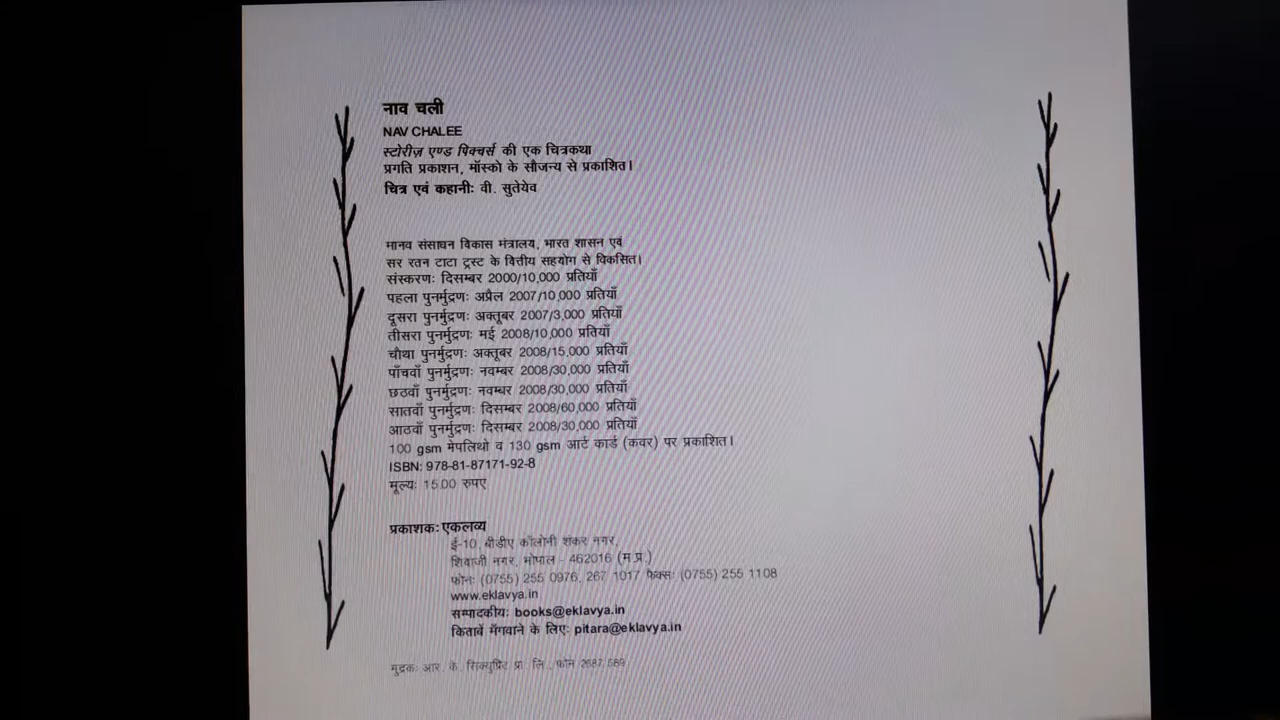 नाव चली
NAV CHALEE
स्टोरीज़ एण्ड पिक्चर्स की एक चित्रकथा
प्रगति प्रकाशन, मॉस्को के सौजन्य से प्रकाशित।
चित्र एवं कहानीः वी. सुतेयेव
मानव संसाधन विकास मंत्रालय, भारत शासन एवं
सर रतन टाटा ट्रस्ट के वित्तीय सहयोग से विकसित।
संस्करणः दिसम्बर 2000/10,000 प्रतियाँ
पहला पुनर्मुद्रणः अप्रैल 2007/10,000 प्रतियाँ
दूसरा पुनर्मुद्रणः अक्तूबर 2007/3,000 प्रतियाँ
तीसरा पुनर्मुद्रणः मई 2008/10,000 प्रतियाँ
चौथा पुनर्मुद्रणः अक्तूबर 2008/15,000 प्रतियाँ
पाँचवाँ पुनर्मुद्रणः नवम्बर 2008/30,000 प्रतियाँ
छठवाँ पुनर्मुद्रणः नवम्बर 2008/30,000 प्रतियाँ
सातवाँ पुनर्मुद्रणः दिसम्बर 2008/60,000 प्रतियाँ
आठवाँ पुनर्मुद्रणः दिसम्बर 2008/30,000 प्रतियाँ
100 gsm मेपलिथो व 130 gsm आर्ट कार्ड (कवर) पर प्रकाशित।
ISBN: 978-81-87171-92-8
मूल्यः 15.00 रुपए
प्रकाशकः एकलव्य
ई-10, बीडीए कॉलोनी शंकर नगर,
शिवाजी नगर, भोपाल - 462016 (म.प्र.)
फोनः (0755) 255 0976, 267 1017 फैक्सः (0755) 255 1108
www.eklavya.in
सम्पादकीयः books@eklavya.in
किताबें मँगवाने के लिएः pitara@eklavya.in
मुद्रकः आर. के. सिक्युप्रिंट प्रा. लि., फोन 2687 589